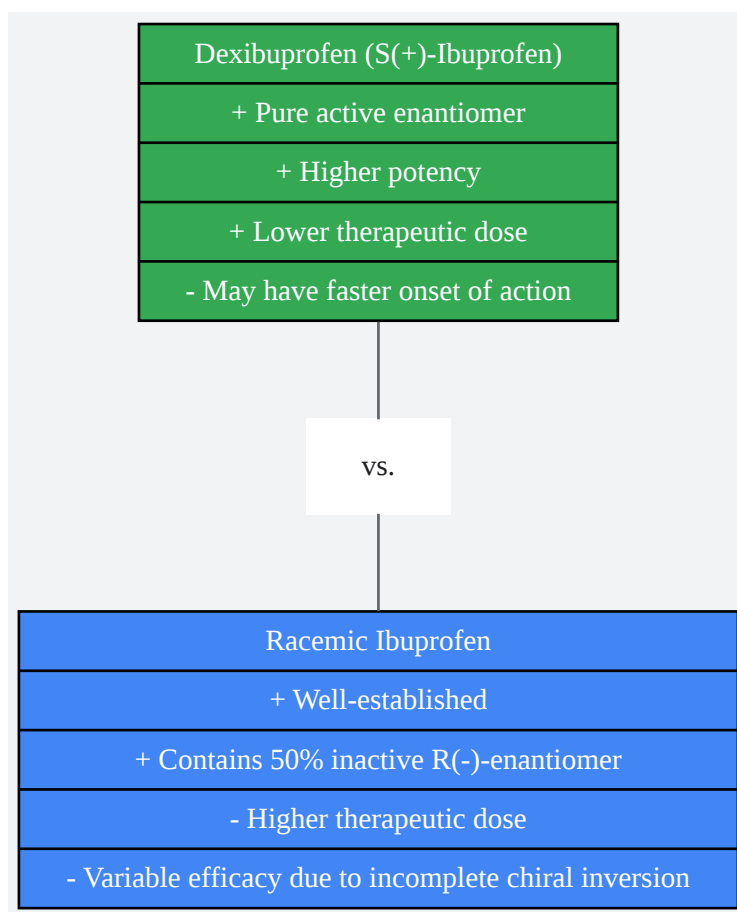 Dexibuprofen (S(+)-Ibuprofen)
+ Pure active enantiomer
+ Higher potency
+ Lower therapeutic dose
- May have faster onset of action
vs.
Racemic Ibuprofen
+ Well-established
+ Contains 50% inactive R(-)-enantiomer
- Higher therapeutic dose
- Variable efficacy due to incomplete chiral inversion